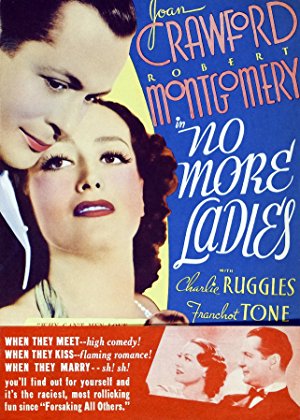 Joan
CRAWFORD
ROBERT
MONTGOMERY
in
NO
MORE
LADIES
WITH
Charlie RUGGLES
Franchot TONE
WHEN THEY MEET--high comedy!
WHEN THEY KISS--flaming romance!
WHEN THEY MARRY--sh! sh!
you'll find out for yourself and
it's the raciest, most rollicking
fun since "Forsaking All Others."